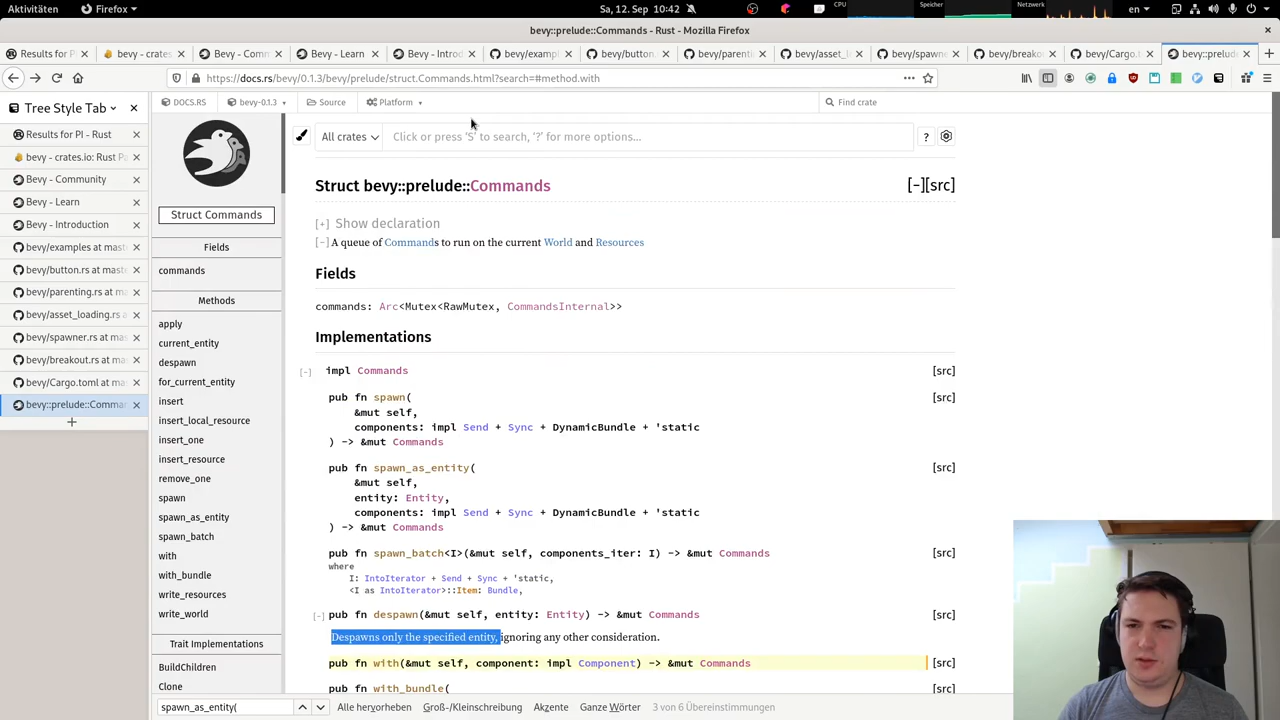 Aktivitäten
Firefox
Sa, 12. Sep 10:42
CPU
Speicher
Netzwerk
en
bevy::prelude::Commands - Rust - Mozilla Firefox
Results for P
bevy - crates
Bevy - Comm
Bevy - Learn
Bevy - Introd
bevy/exampl
bevy/button.
bevy/parenti
bevy/asset_l
bevy/spawne
bevy/breako
bevy/Cargo.t
bevy::prelud
https://docs.rs/bevy/0.1.3/bevy/prelude/struct.Commands.html?search=#method.with
Tree Style Tab
Results for PI - Rust
bevy - crates.io: Rust Pa
Bevy - Community
Bevy - Learn
Bevy - Introduction
bevy/examples at mast
bevy/button.rs at mast
bevy/parenting.rs at ma
bevy/asset_loading.rs a
bevy/spawner.rs at mas
bevy/breakout.rs at ma
bevy/Cargo.toml at ma
bevy::prelude::Comman
DOCS.RS
bevy-0.1.3
Source
Platform
Find crate
Struct Commands
Fields
commands
Methods
apply
current_entity
despawn
for_current_entity
insert
insert_local_resource
insert_one
insert_resource
remove_one
spawn
spawn_as_entity
spawn_batch
with
with_bundle
write_resources
write_world
Trait Implementations
BuildChildren
Clone
All crates
Click or press 'S' to search, '?' for more options...
?
Struct bevy::prelude::Commands
[-][src]
[+] Show declaration
[-] A queue of Commands to run on the current World and Resources
Fields
commands: Arc<Mutex<RawMutex, CommandsInternal>>
Implementations
[-] impl Commands [src]
pub fn spawn( [src]
&mut self,
components: impl Send + Sync + DynamicBundle + 'static
) -> &mut Commands
pub fn spawn_as_entity( [src]
&mut self,
entity: Entity,
components: impl Send + Sync + DynamicBundle + 'static
) -> &mut Commands
pub fn spawn_batch<I>(&mut self, components_iter: I) -> &mut Commands [src]
where
I: IntoIterator + Send + Sync + 'static,
<I as IntoIterator>::Item: Bundle,
[-] pub fn despawn(&mut self, entity: Entity) -> &mut Commands [src]
Despawns only the specified entity, ignoring any other consideration.
pub fn with(&mut self, component: impl Component) -> &mut Commands [src]
pub fn with_bundle( [src]
spawn_as_entity(
Alle hervorheben
Groß-/Kleinschreibung
Akzente
Ganze Wörter
3 von 6 Übereinstimmungen